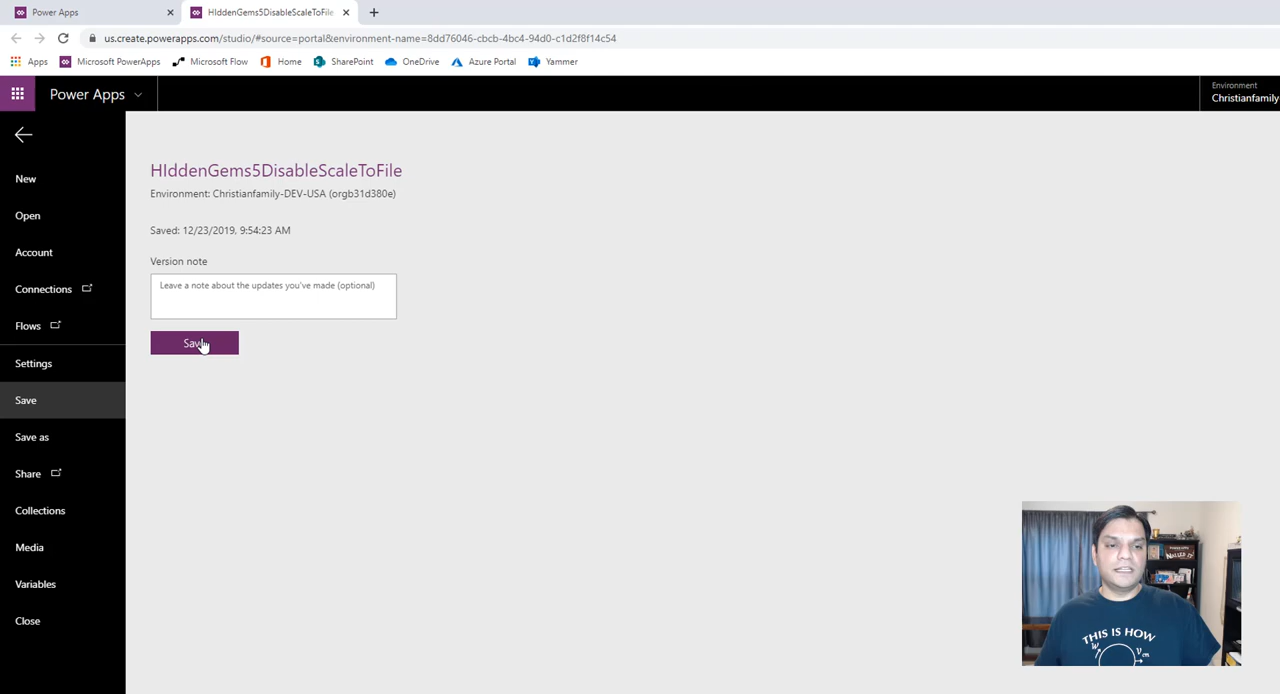 Power Apps
HIddenGems5DisableScaleToFile
us.create.powerapps.com/studio/#source=portal&environment-name=8dd76046-cbcb-4bc4-94d0-c1d2f8f14c54
Apps
Microsoft PowerApps
Microsoft Flow
Home
SharePoint
OneDrive
Azure Portal
Yammer
Power Apps
Environment
Christianfamily
New
Open
Account
Connections
Flows
Settings
Save
Save as
Share
Collections
Media
Variables
Close
HIddenGems5DisableScaleToFile
Environment: Christianfamily-DEV-USA (orgb31d380e)
Saved: 12/23/2019, 9:54:23 AM
Version note
Leave a note about the updates you've made (optional)
Save
THIS IS HOW